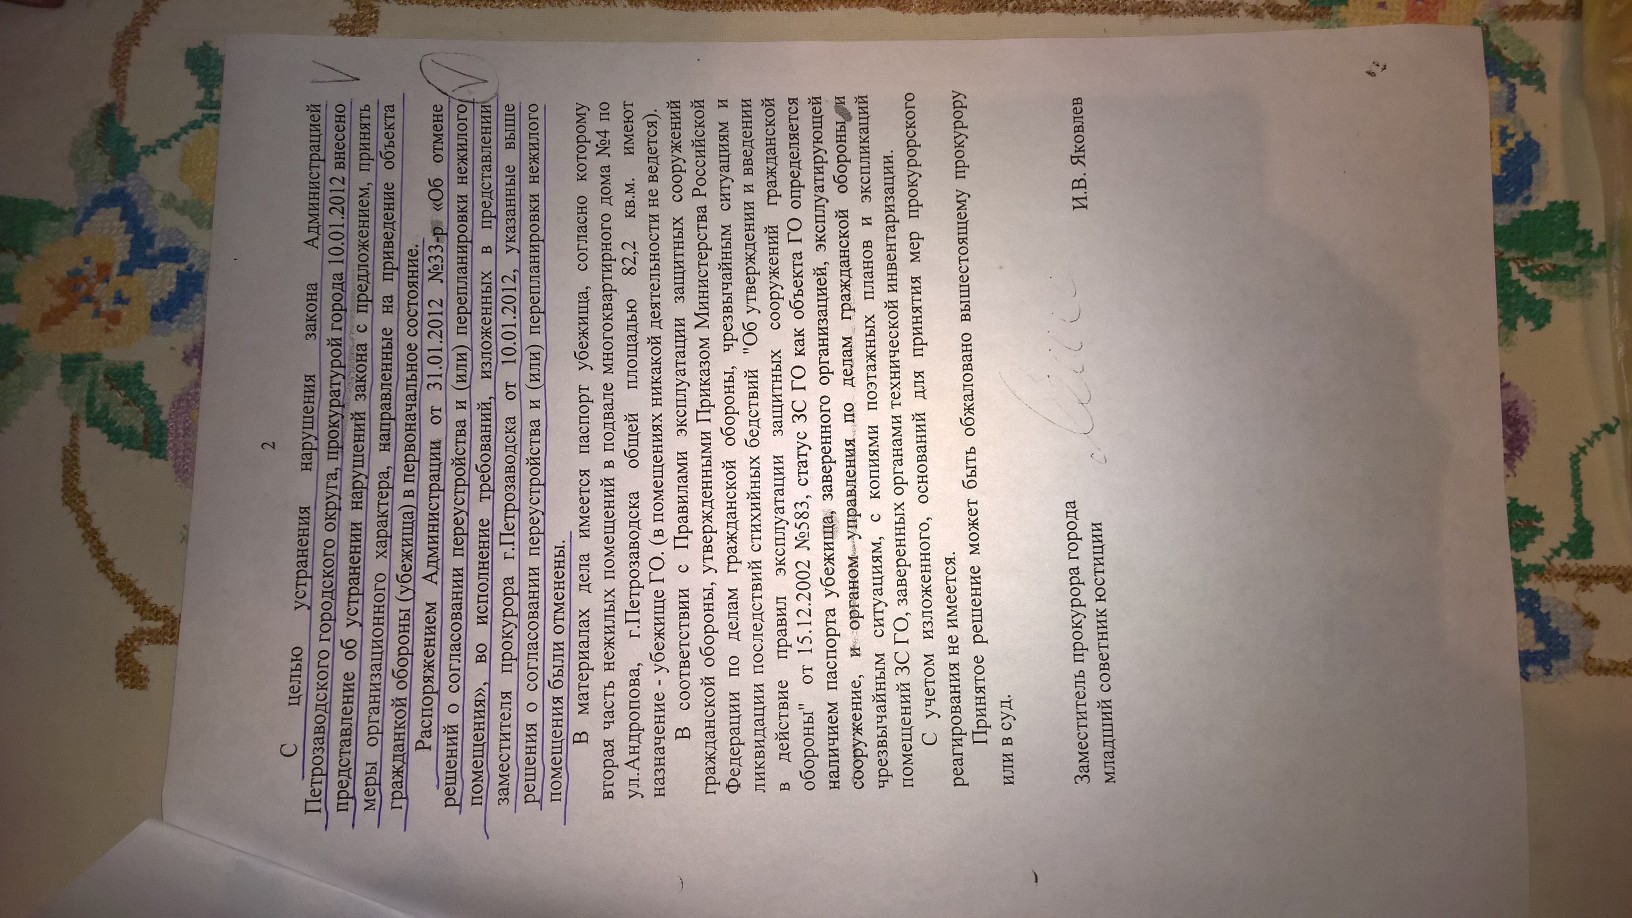 2
С целью устранения нарушения закона Администрацией
Петрозаводского городского округа, прокуратурой города 10.01.2012 внесено
представление об устранении нарушений закона с предложением, принять
меры организационного характера, направленные на приведение объекта
гражданкой обороны (убежища) в первоначальное состояние.
Распоряжением Администрации от 31.01.2012 №33-р «Об отмене
решений о согласовании переустройства и (или) перепланировки нежилого
помещения», во исполнение требований, изложенных в представлении
заместителя прокурора г.Петрозаводска от 10.01.2012, указанные выше
решения о согласовании переустройства и (или) перепланировки нежилого
помещения были отменены.
В материалах дела имеется паспорт убежища, согласно которому
вторая часть нежилых помещений в подвале многоквартирного дома №4 по
ул.Андропова, г.Петрозаводска общей площадью 82,2 кв.м. имеют
назначение - убежище ГО. (в помещениях никакой деятельности не ведется).
В соответствии с Правилами эксплуатации защитных сооружений
гражданской обороны, утвержденными Приказом Министерства Российской
Федерации по делам гражданской обороны, чрезвычайным ситуациям и
ликвидации последствий стихийных бедствий "Об утверждении и введении
в действие правил эксплуатации защитных сооружений гражданской
обороны" от 15.12.2002 №583, статус ЗС ГО как объекта ГО определяется
наличием паспорта убежища, заверенного организацией, эксплуатирующей
сооружение, и органом управления по делам гражданской обороны и
чрезвычайным ситуациям, с копиями поэтажных планов и экспликаций
помещений ЗС ГО, заверенных органами технической инвентаризации.
С учетом изложенного, оснований для принятия мер прокурорского
реагирования не имеется.
Принятое решение может быть обжаловано вышестоящему прокурору
или в суд.
Заместитель прокурора города
младший советник юстиции
И.В. Яковлев